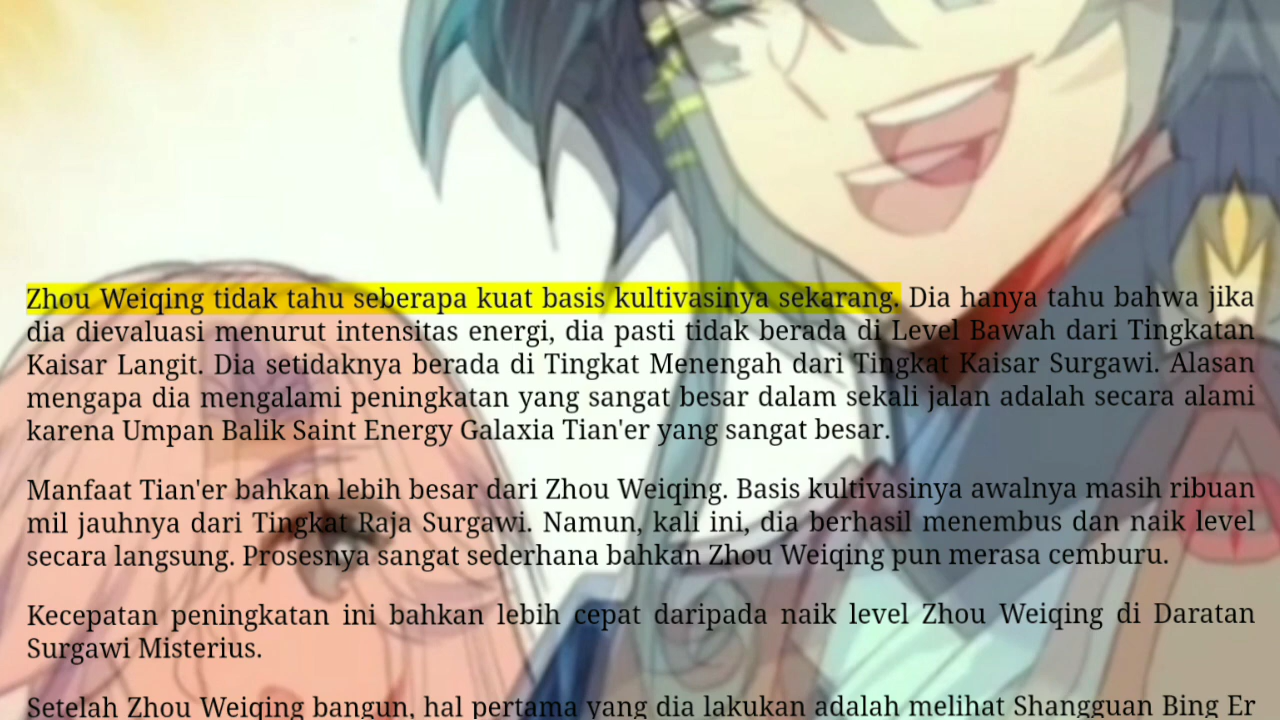 Zhou Weiqing tidak tahu seberapa kuat basis kultivasinya sekarang. Dia hanya tahu bahwa jika
dia dievaluasi menurut intensitas energi, dia pasti tidak berada di Level Bawah dari Tingkatan
Kaisar Langit. Dia setidaknya berada di Tingkat Menengah dari Tingkat Kaisar Surgawi. Alasan
mengapa dia mengalami peningkatan yang sangat besar dalam sekali jalan adalah secara alami
karena Umpan Balik Saint Energy Galaxia Tian'er yang sangat besar.
Manfaat Tian'er bahkan lebih besar dari Zhou Weiqing. Basis kultivasinya awalnya masih ribuan
mil jauhnya dari Tingkat Raja Surgawi. Namun, kali ini, dia berhasil menembus dan naik level
secara langsung. Prosesnya sangat sederhana bahkan Zhou Weiqing pun merasa cemburu.
Kecepatan peningkatan ini bahkan lebih cepat daripada naik level Zhou Weiqing di Daratan
Surgawi Misterius.
Setelah Zhou Weiqing bangun, hal pertama yang dia lakukan adalah melihat Shangguan Bing Er